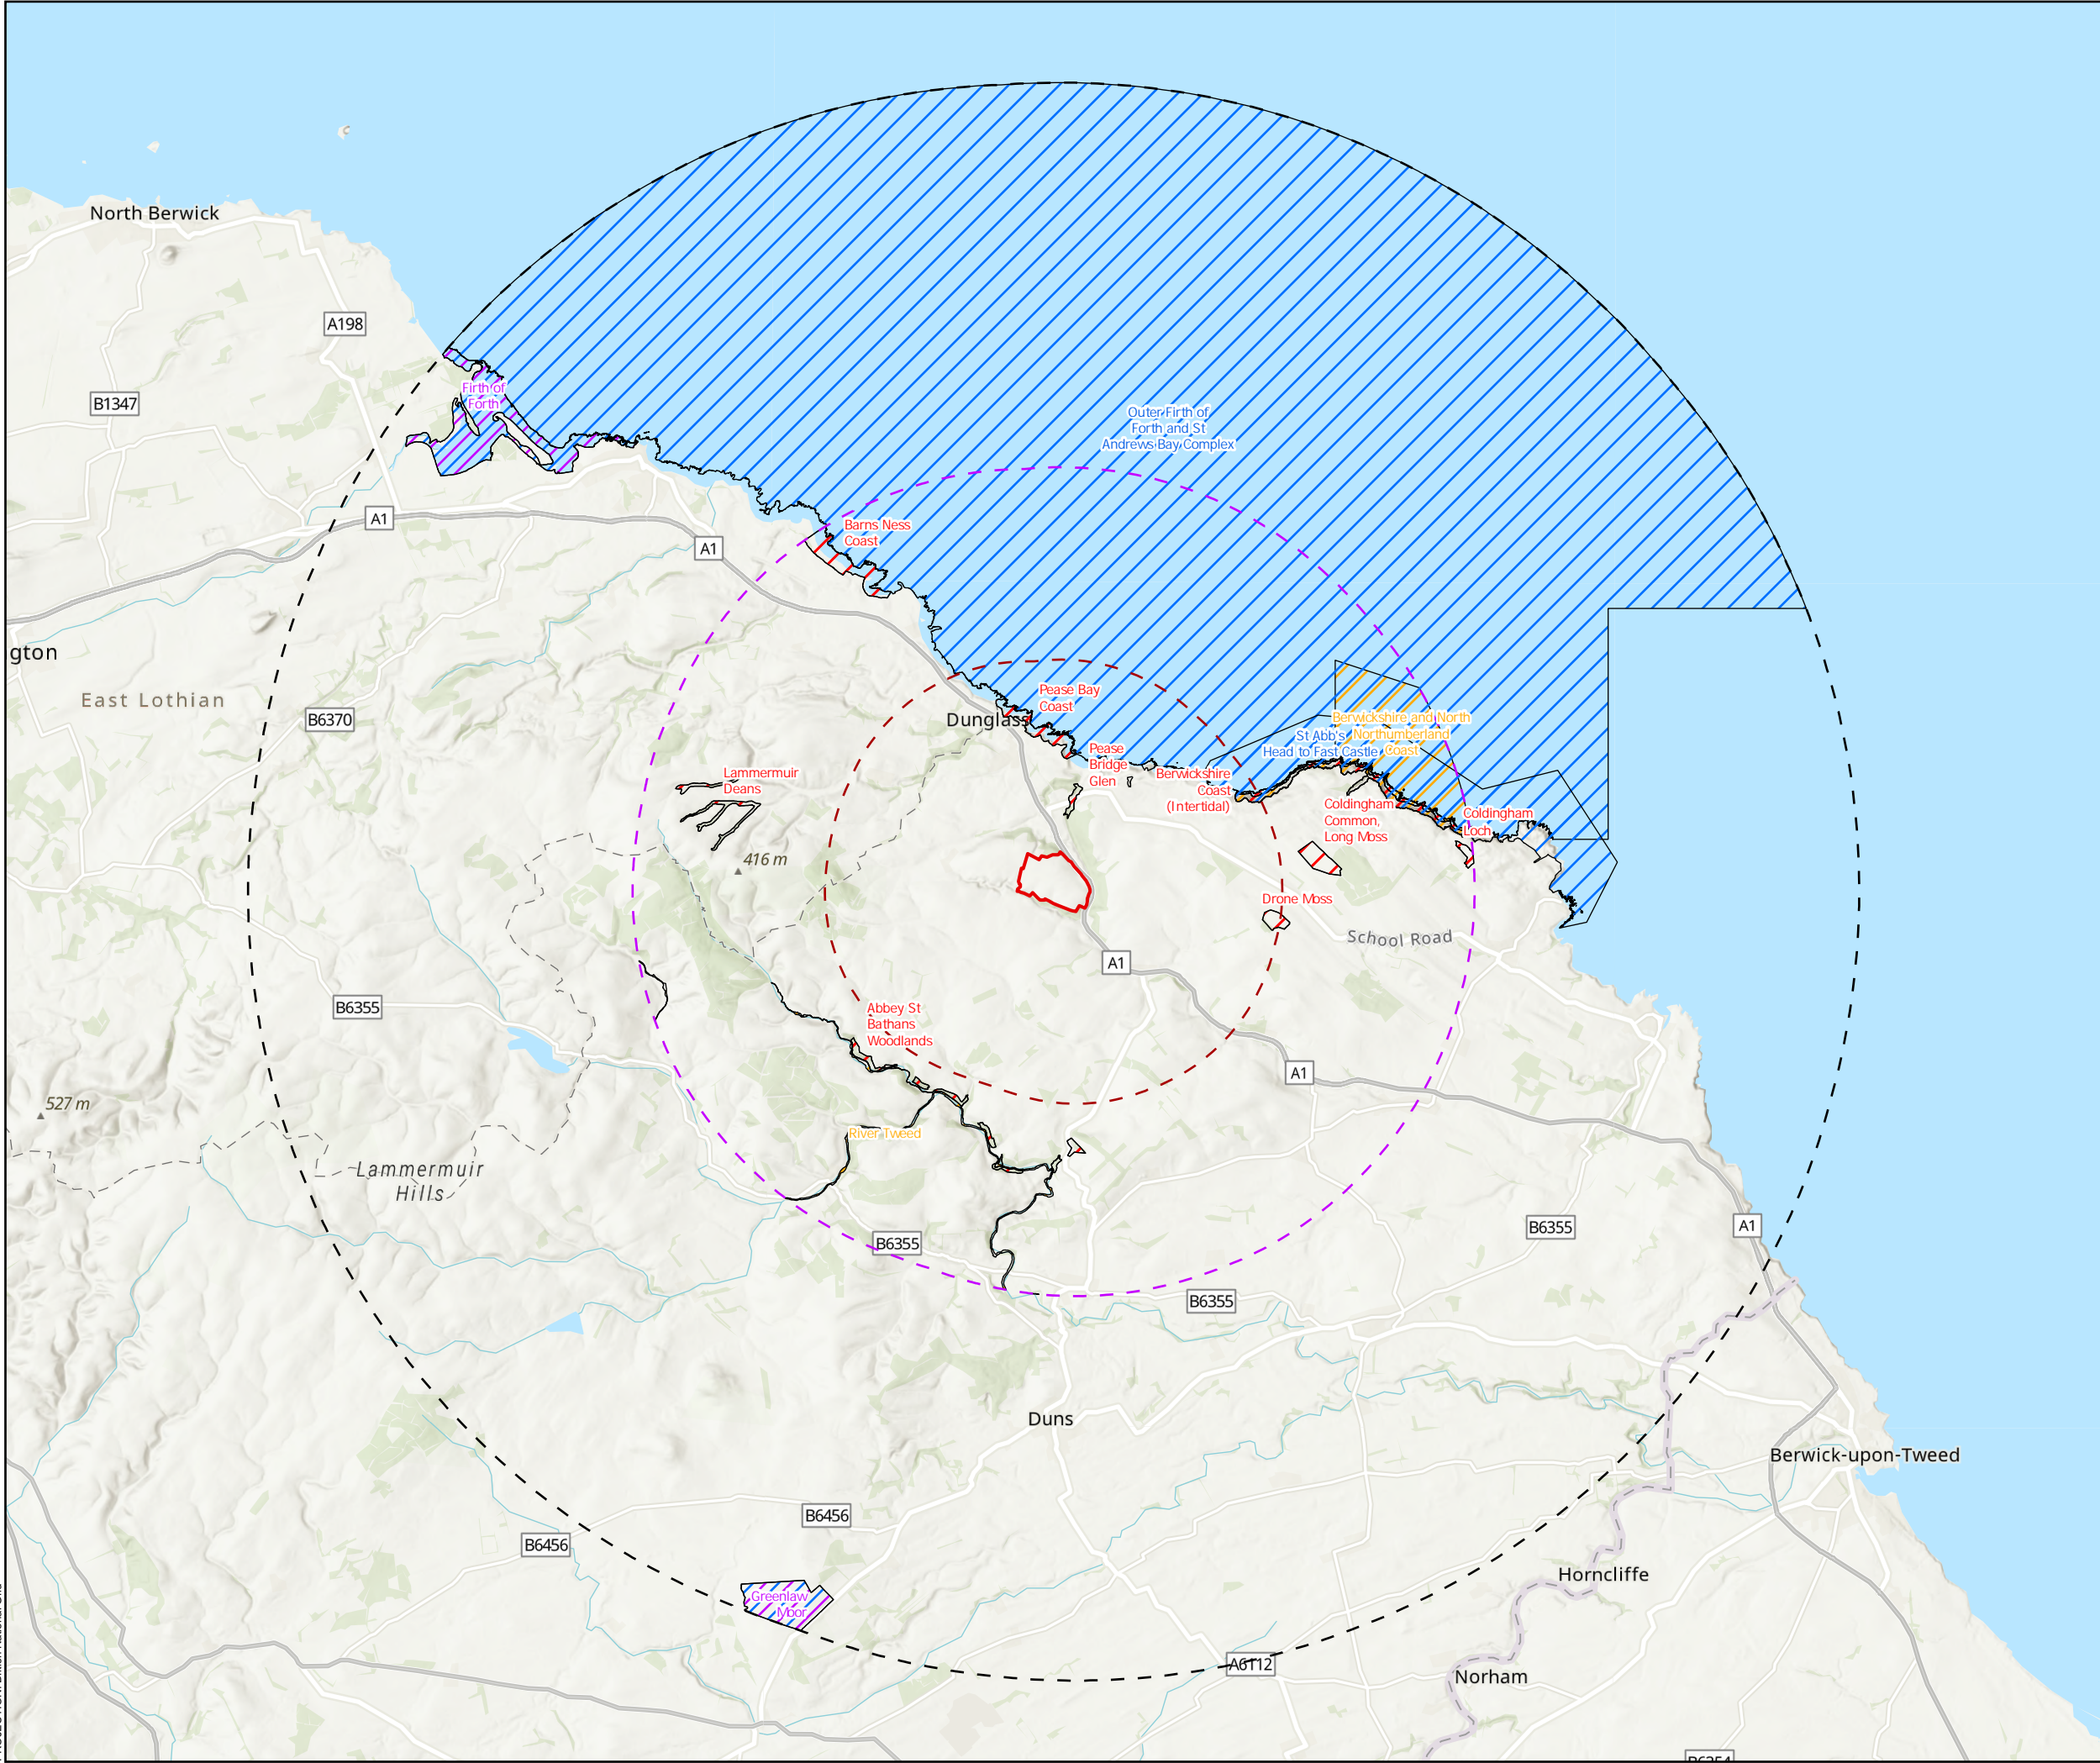 North Berwick
A198
B1347
Firth of
Forth
Outer Firth of
Forth and St
Andrews Bay Complex
A1
A1
Barns Ness
Coast
gton
East Lothian
B6370
Dunglass
Pease Bay
Coast
Pease
Bridge
Glen
Berwickshire
Coast
(Intertidal)
St Abb's
Head to Fast Castle
Berwickshire and North
Northumberland
Coast
Lammermuir
Deans
416 m
Coldingham
Common,
Long Moss
Coldingham
Loch
Drone Moss
School Road
A1
B6355
Abbey St
Bathans
Woodlands
A1
527 m
River Tweed
Lammermuir
Hills
B6355
B6355
A1
B6355
Duns
Berwick-upon-Tweed
B6456
B6456
Horncliffe
Greenlaw
Moor
A6112
Norham